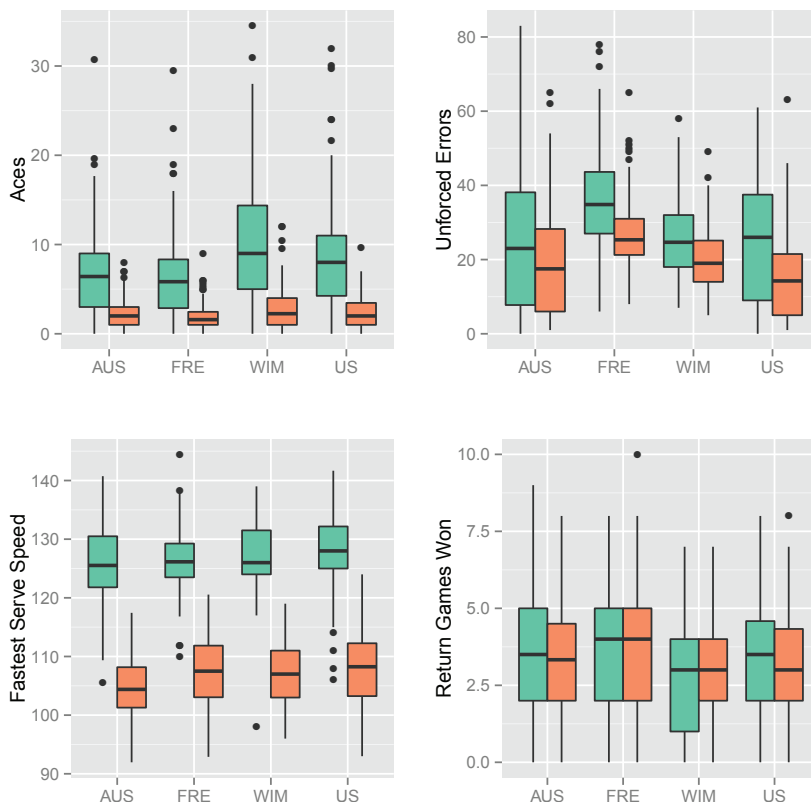 Aces
30
20
10
0
AUS FRE WIM US
Unforced Errors
80
60
40
20
0
AUS FRE WIM US
Fastest Serve Speed
140
130
120
110
100
90
AUS FRE WIM US
Return Games Won
10.0
7.5
5.0
2.5
0.0
AUS FRE WIM US